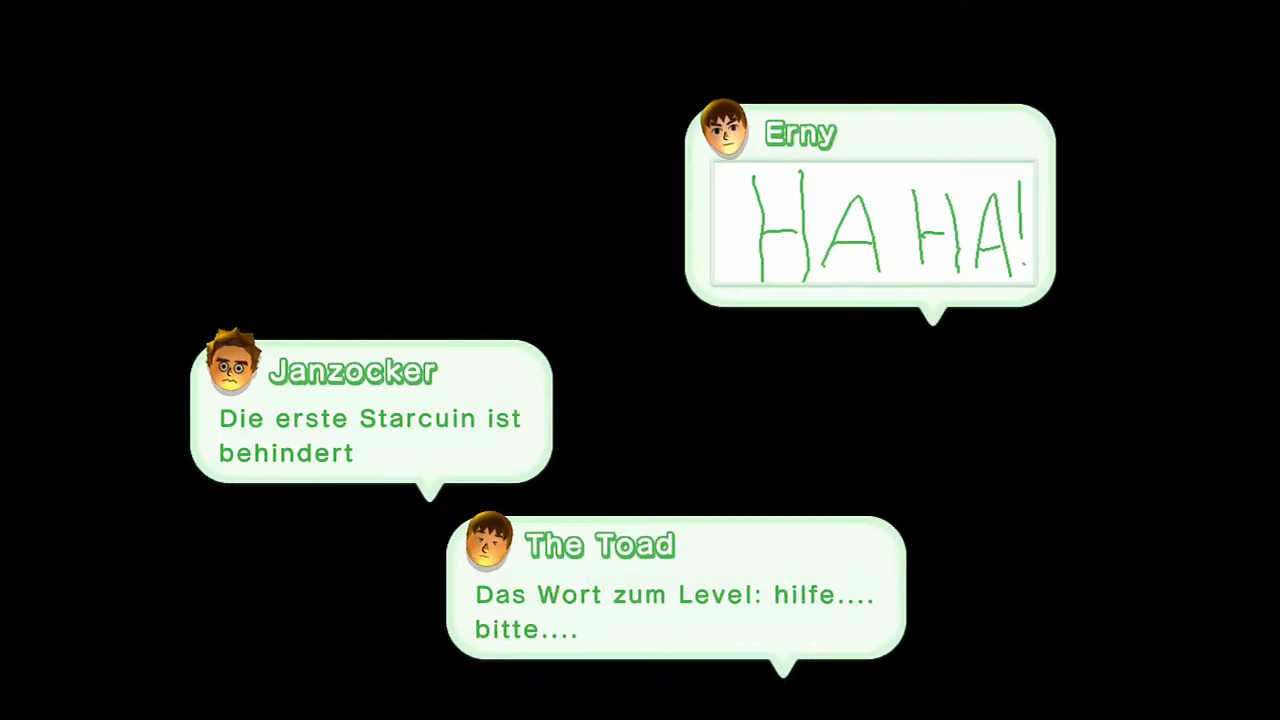 Erny
HA HA!
Janzocker
Die erste Starcuin ist
behindert
The Toad
Das Wort zum Level: hilfe....
bitte....